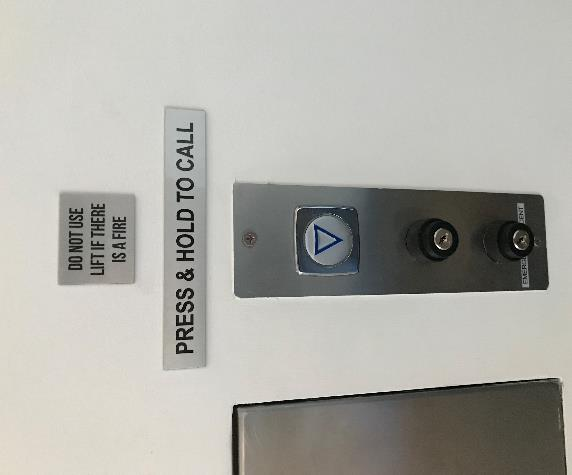 DO NOT USE
LIFT IF THERE
IS A FIRE
PRESS & HOLD TO CALL